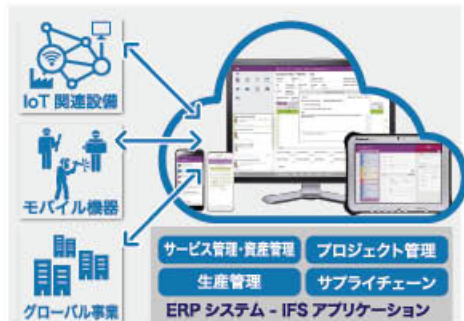 IoT 関連設備
モバイル機器
グローバル事業
サービス管理・資産管理
プロジェクト管理
生産管理
サプライチェーン
ERP システム - IFS アプリケーション